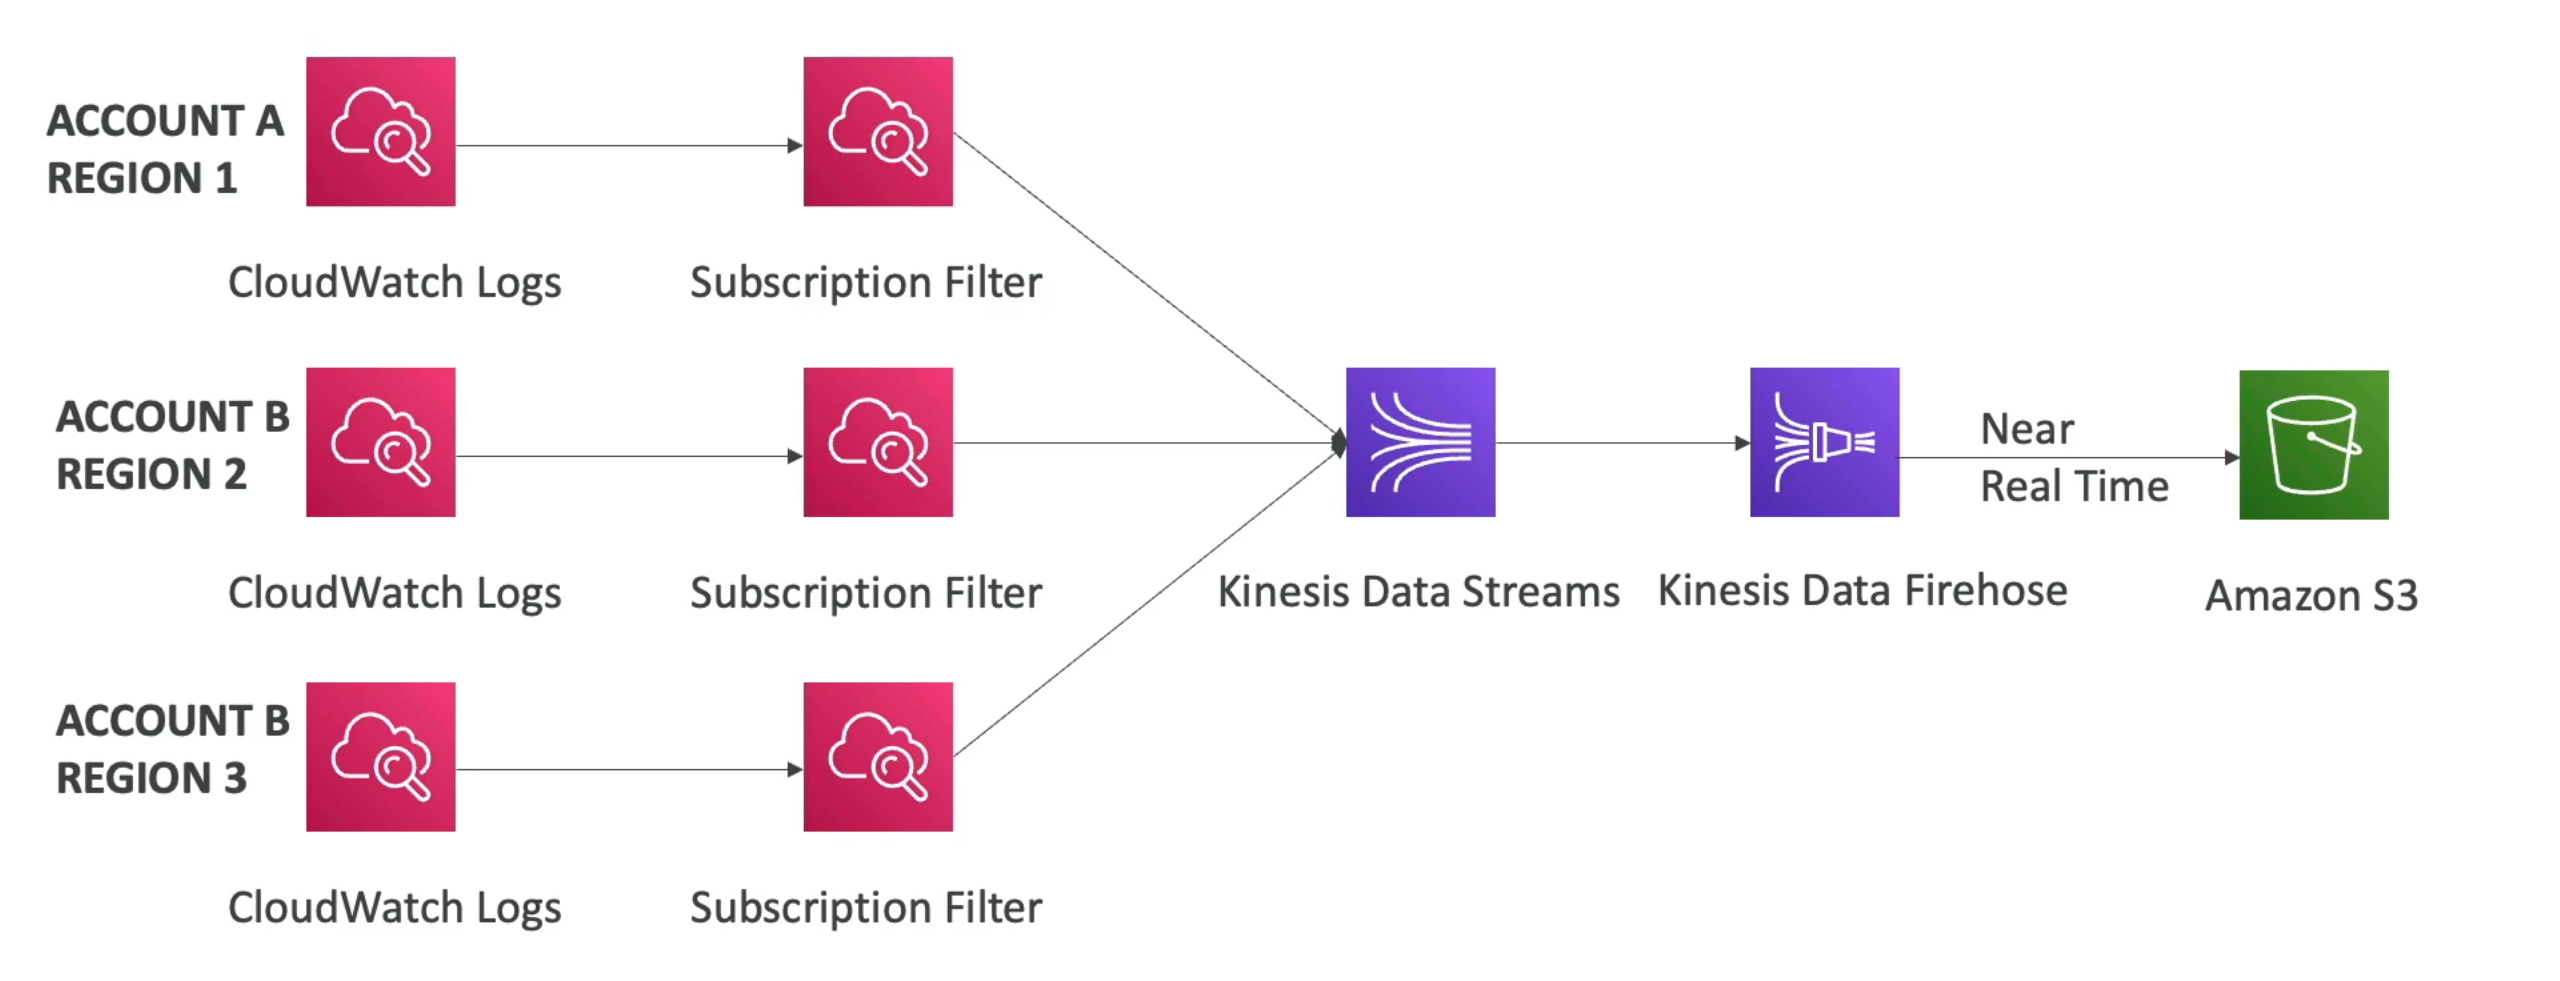 ACCOUNT A
REGION 1
CloudWatch Logs
Subscription Filter
ACCOUNT B
REGION 2
CloudWatch Logs
Subscription Filter
Kinesis Data Streams
Kinesis Data Firehose
Near
Real Time
Amazon S3
ACCOUNT B
REGION 3
CloudWatch Logs
Subscription Filter